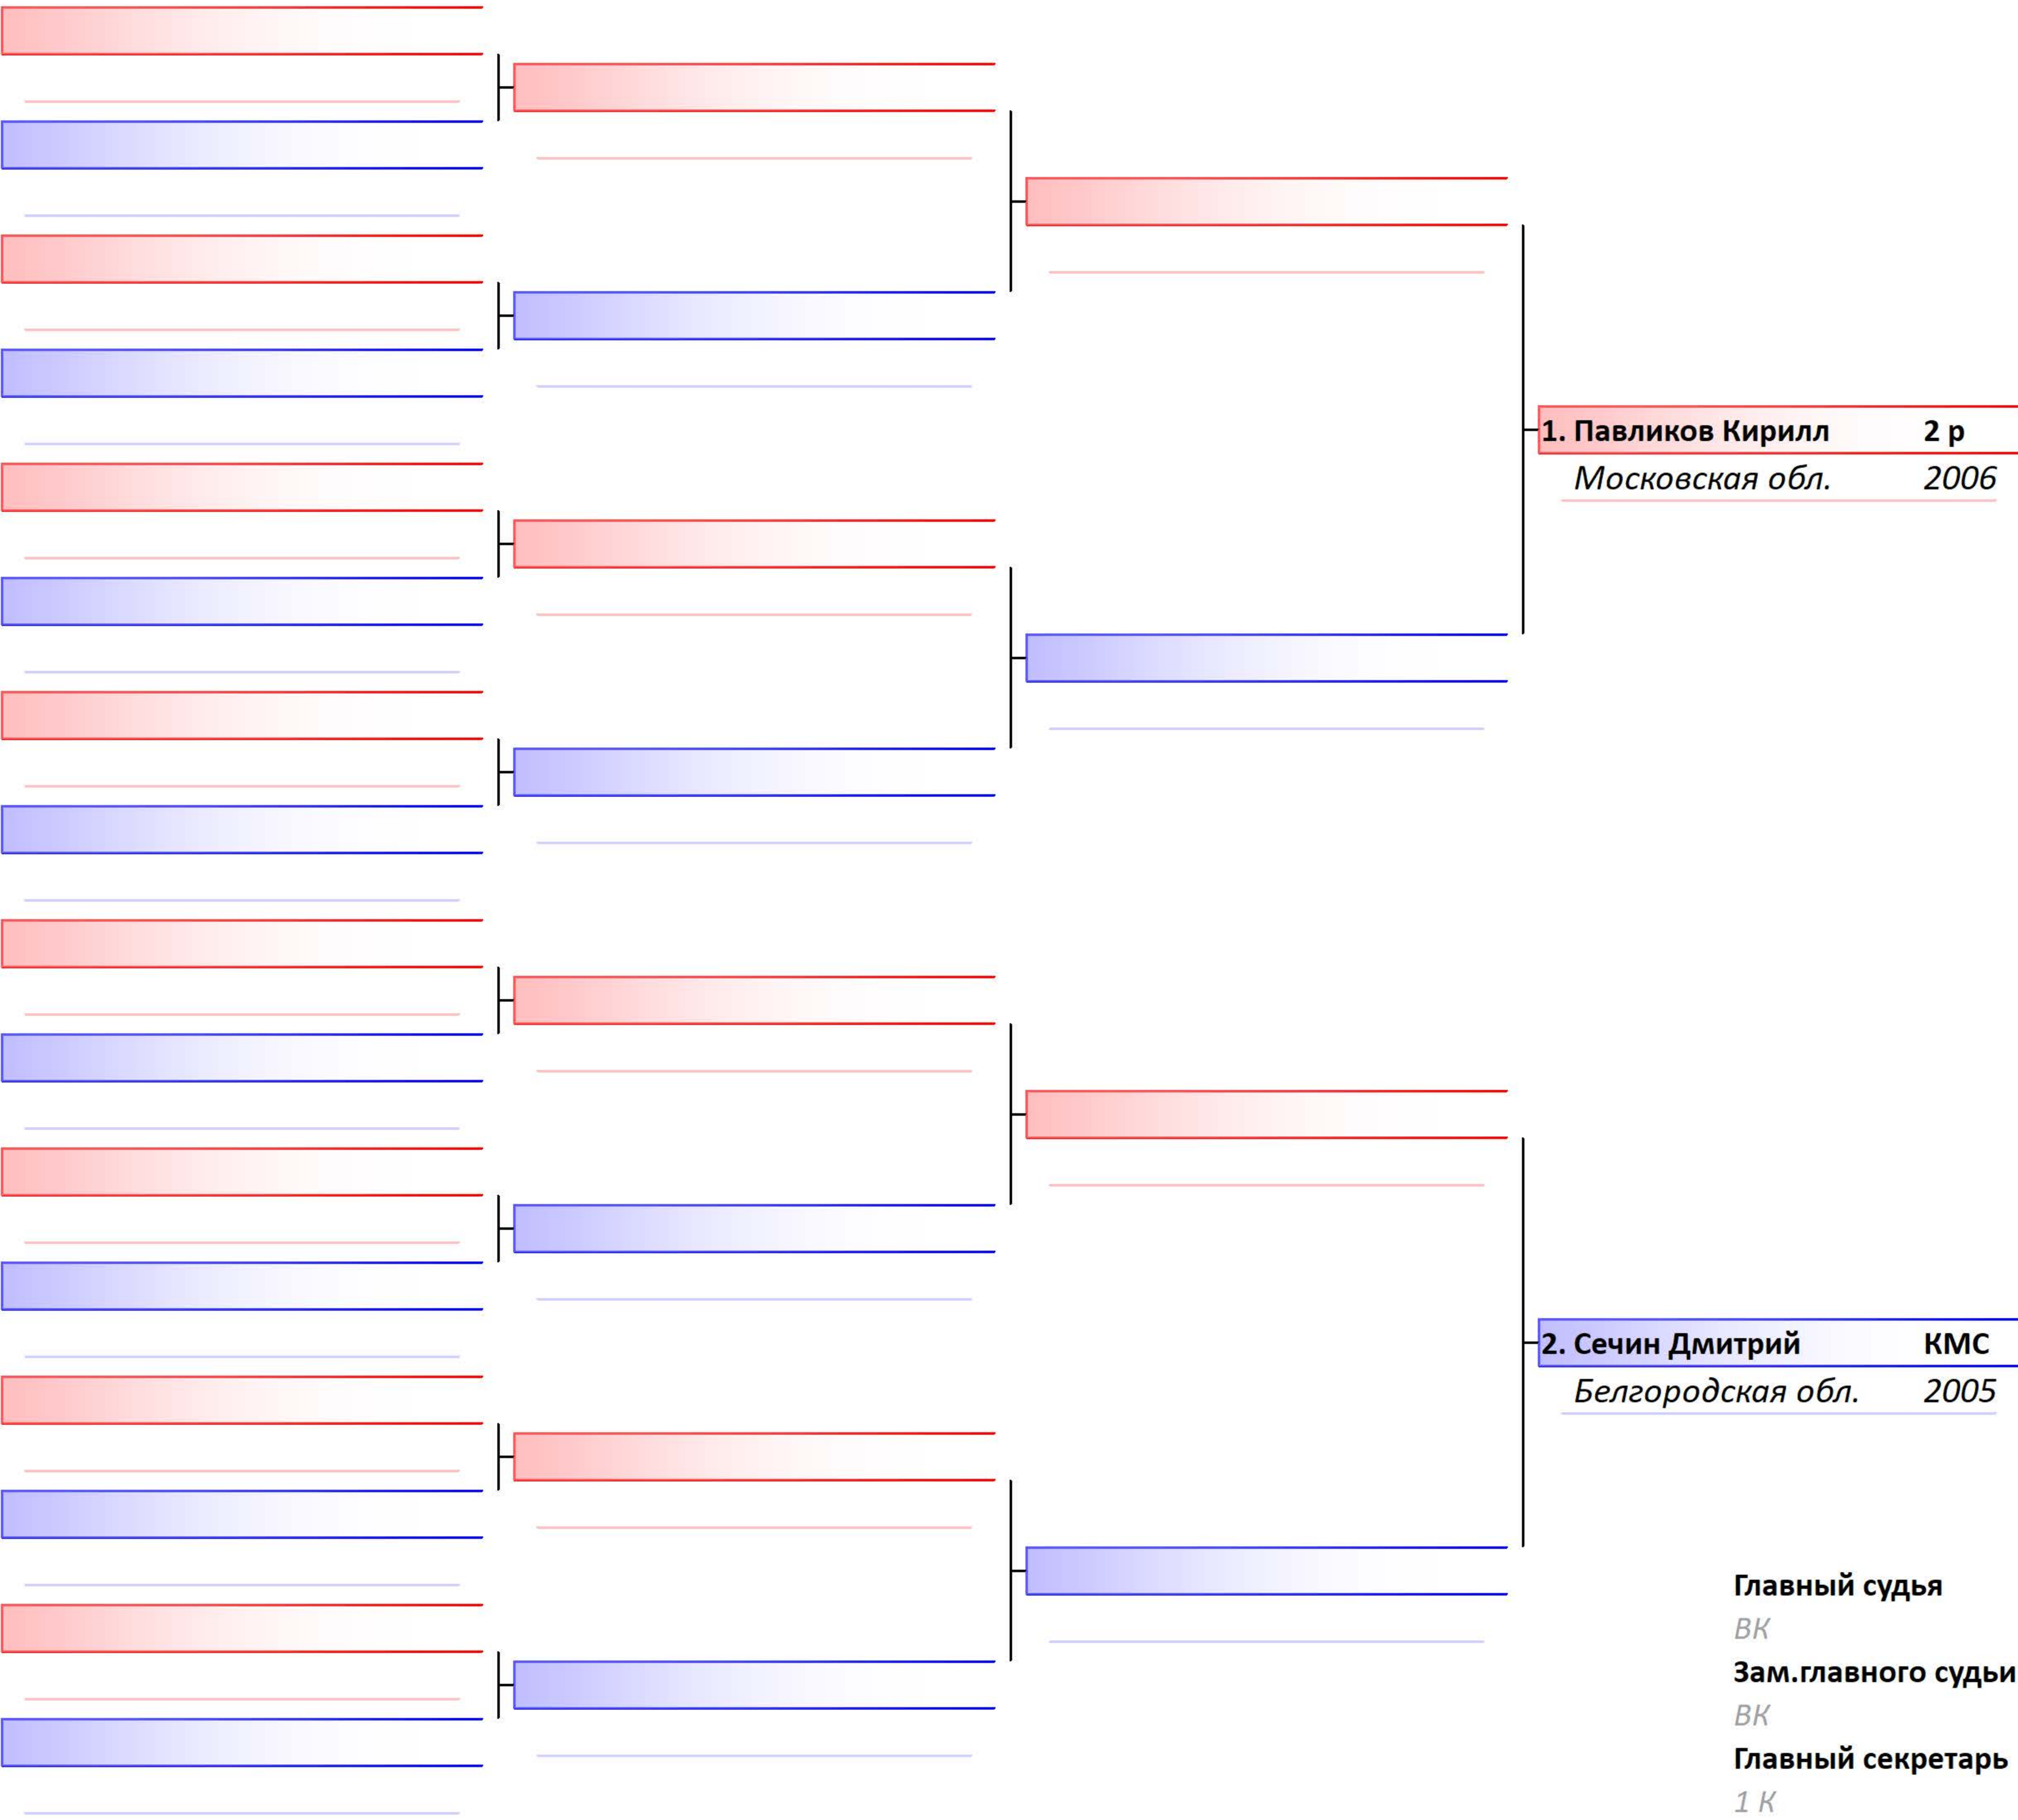 1. Павликов Кирилл 2 р
Московская обл. 2006
2. Сечин Дмитрий КМС
Белгородская обл. 2005
Главный судья
ВК
Зам.главного судьи
ВК
Главный секретарь
1 К